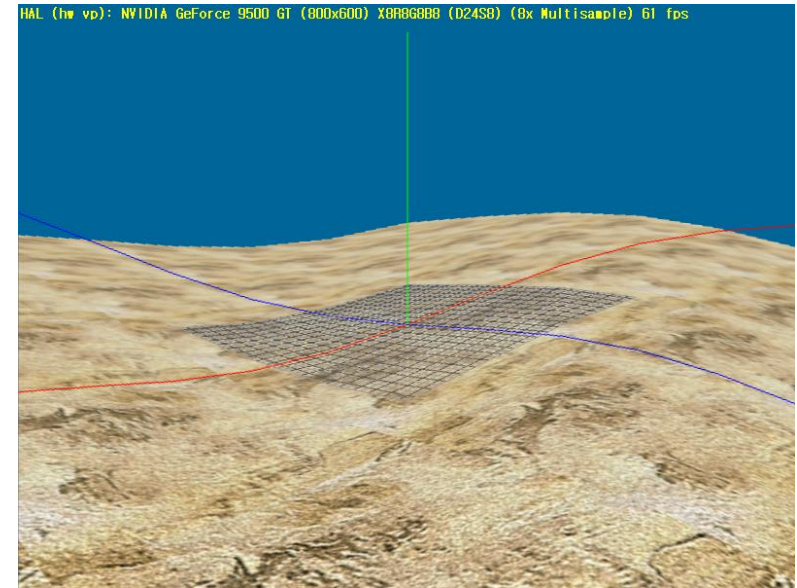 HAL (hw vp): NVIDIA GeForce 9500 GT (800x600) X8R8G8B8 (D24S8) (8x Multisample) 61 fps